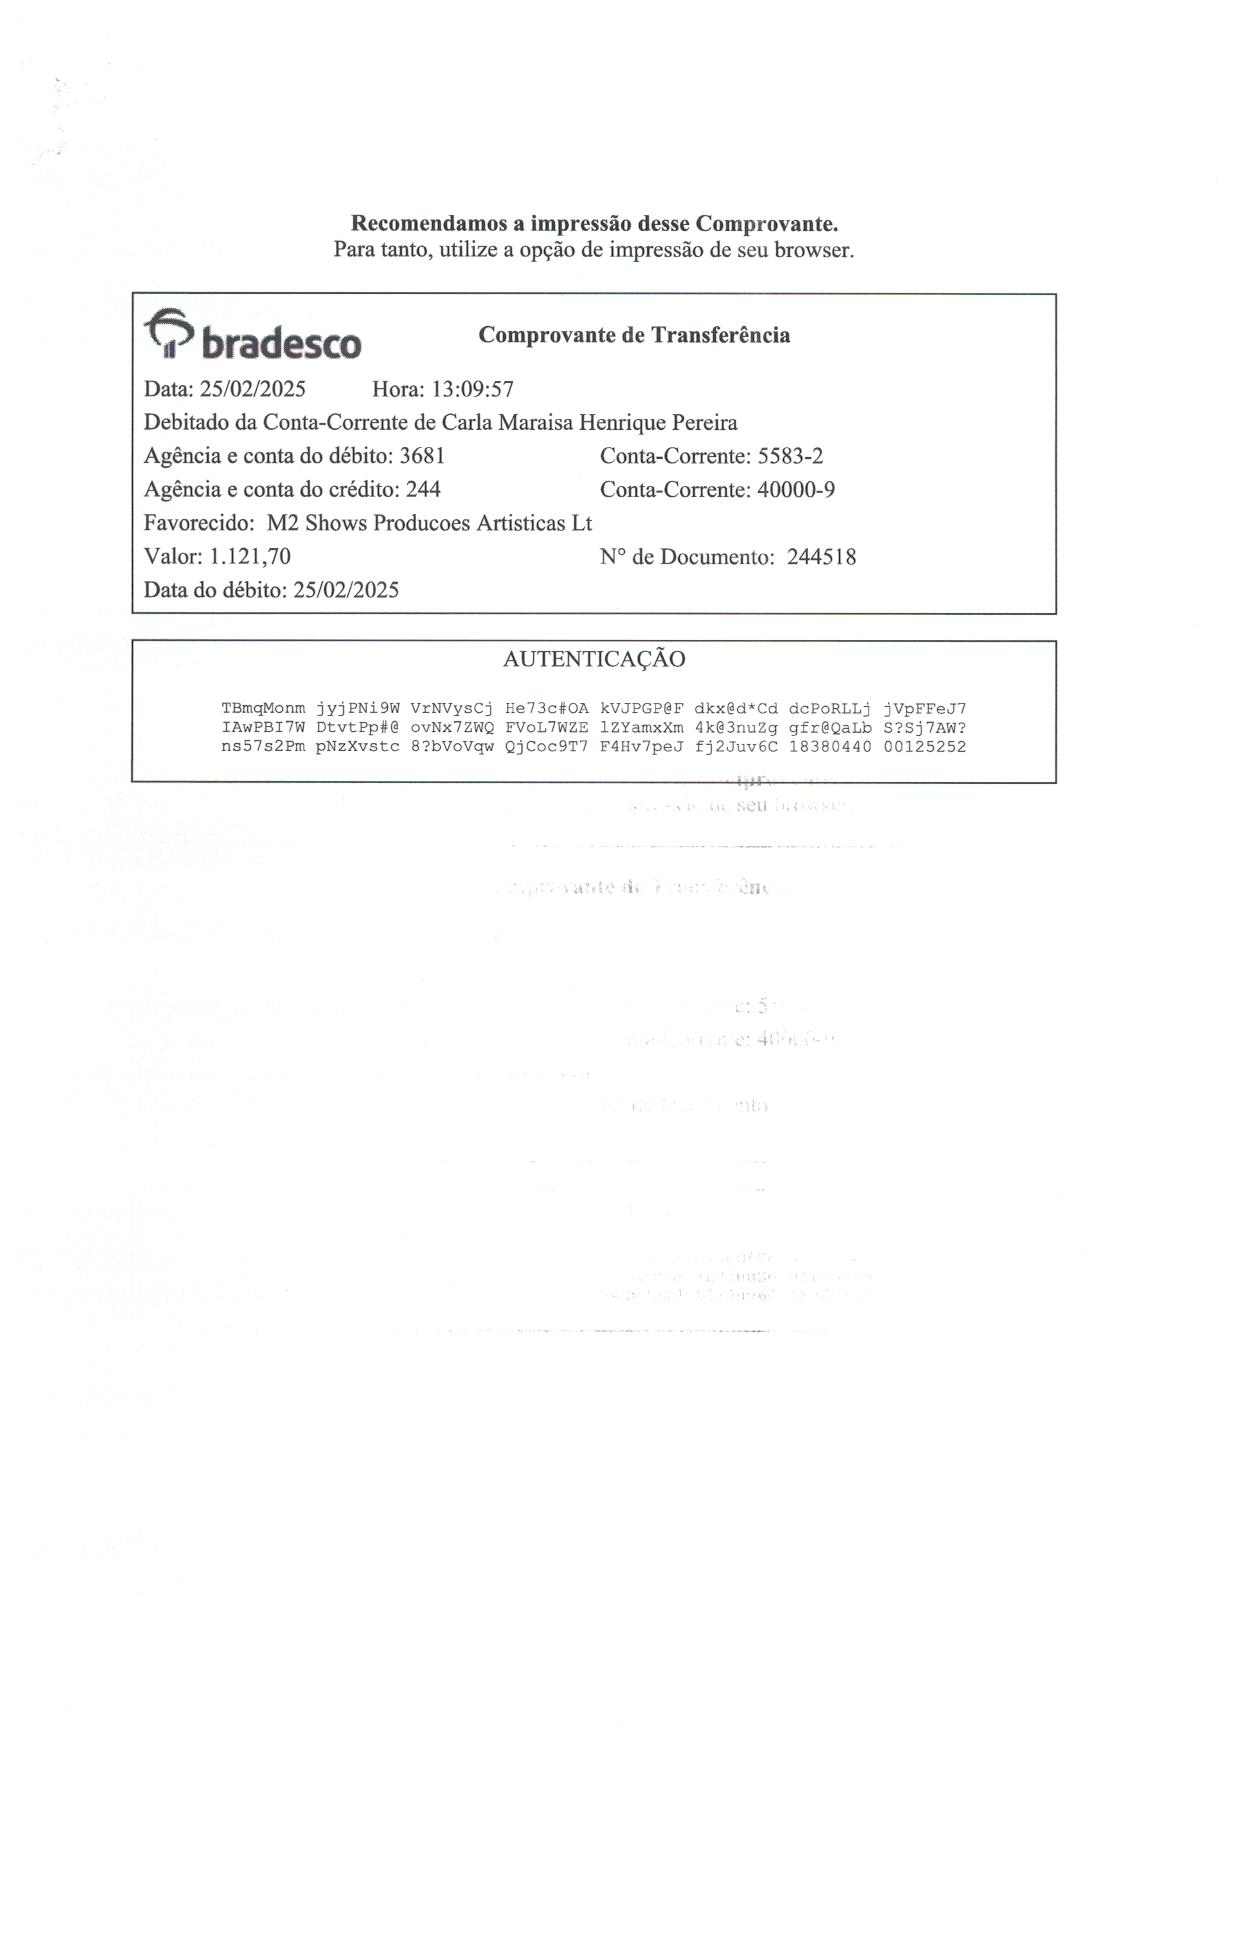 Recomendamos a impressão desse Comprovante.
Para tanto, utilize a opção de impressão de seu browser.
bradesco
Comprovante de Transferência
Data: 25/02/2025 Hora: 13:09:57
Debitado da Conta-Corrente de Carla Maraisa Henrique Pereira
Agência e conta do débito: 3681 Conta-Corrente: 5583-2
Agência e conta do crédito: 244 Conta-Corrente: 40000-9
Favorecido: M2 Shows Producoes Artisticas Lt
Valor: 1.121,70 N° de Documento: 244518
Data do débito: 25/02/2025
AUTENTICAÇÃO
TBmqMonm jyjPNi9W VrNVysCj He73c#OA kVJPGP@F dkx@d*Cd dcPoRLLj jVpFFeJ7
IAwPBI7W DtvtPp#@ ovNx7ZWQ FVoL7WZE lZYamxXm 4k@3nuZg gfr@QaLb S?Sj7AW?
ns57s2Pm pNzXvstc 8?bVoVqw QjCoc9T7 F4Hv7peJ fj2Juv6C 18380440 00125252
de seu browser.